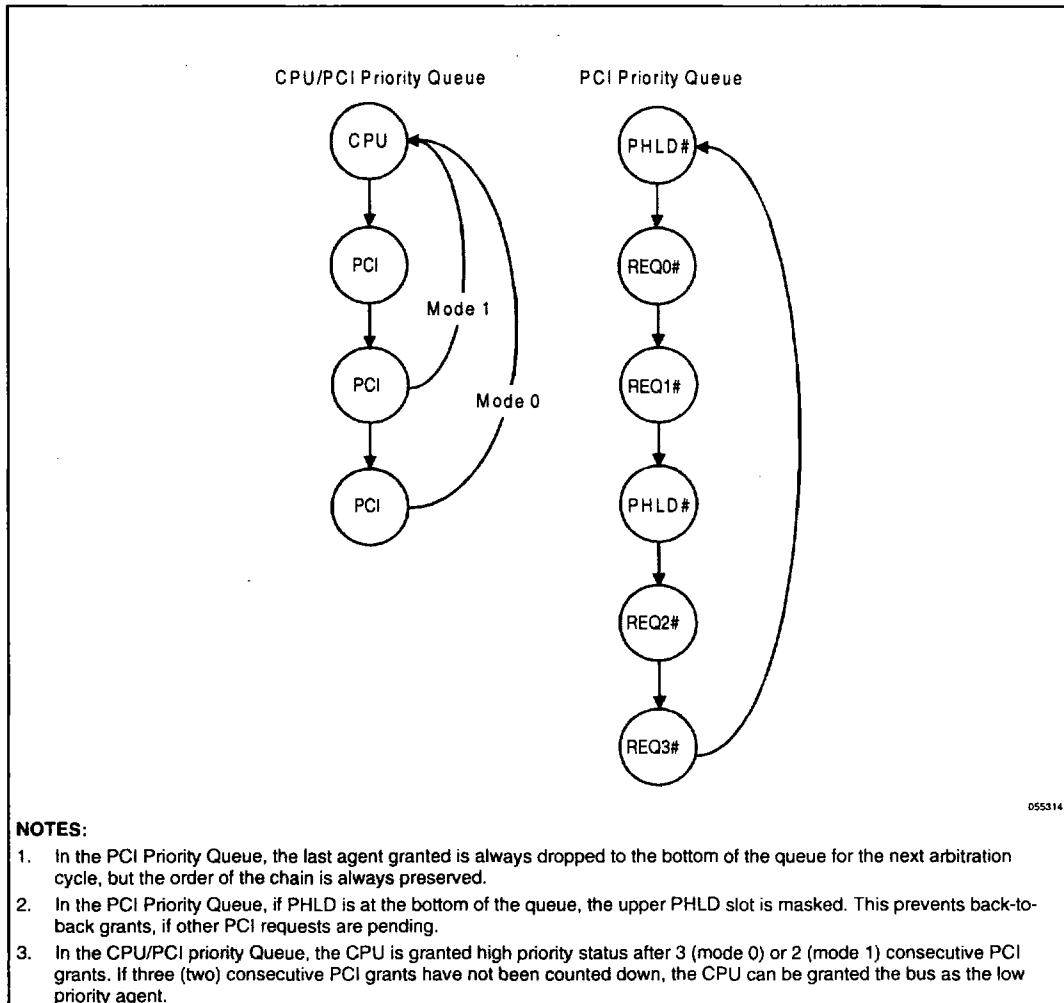 CPU/PCI Priority Queue
CPU
PCI
Mode 1
PCI
Mode 0
PCI
PCI Priority Queue
PHLD#
REQ0#
REQ1#
PHLD#
REQ2#
REQ3#
055314
NOTES:
1. In the PCI Priority Queue, the last agent granted is always dropped to the bottom of the queue for the next arbitration
cycle, but the order of the chain is always preserved.
2. In the PCI Priority Queue, if PHLD is at the bottom of the queue, the upper PHLD slot is masked. This prevents back-to-
back grants, if other PCI requests are pending.
3. In the CPU/PCI priority Queue, the CPU is granted high priority status after 3 (mode 0) or 2 (mode 1) consecutive PCI
grants. If three (two) consecutive PCI grants have not been counted down, the CPU can be granted the bus as the low
priority agent.